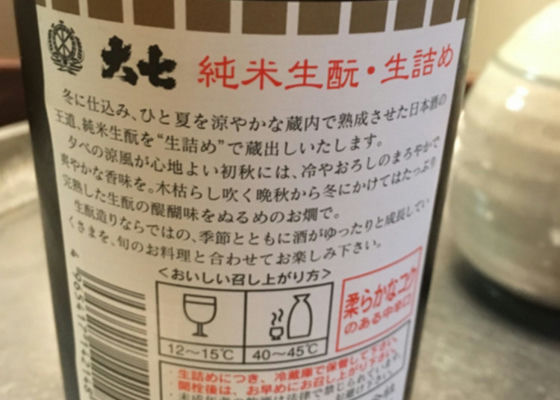 大七 純米生酛・生詰め
冬に仕込み、ひと夏を涼やかな蔵内で熟成させた日本酒の
王道、純米生酛を“生詰め”で蔵出しいたします。
夕べの涼風が心地よい初秋には、冷やおろしのまろやかで
爽やかな香味を。木枯らし吹く晩秋から冬にかけてはたっぷり
完熟した生酛の醍醐味をぬるめのお燗で。
生酛造りならではの、季節とともに酒がゆったりと成長してい
くさまを、旬のお料理と合わせてお楽しみ下さい。
<おいしい召し上がり方>
12〜15℃
40〜45℃
柔らかなコク
のある中辛口
・生詰めにつき、冷蔵庫で保管して下さい。
開栓後は、お早めにお召し上がり下さい。